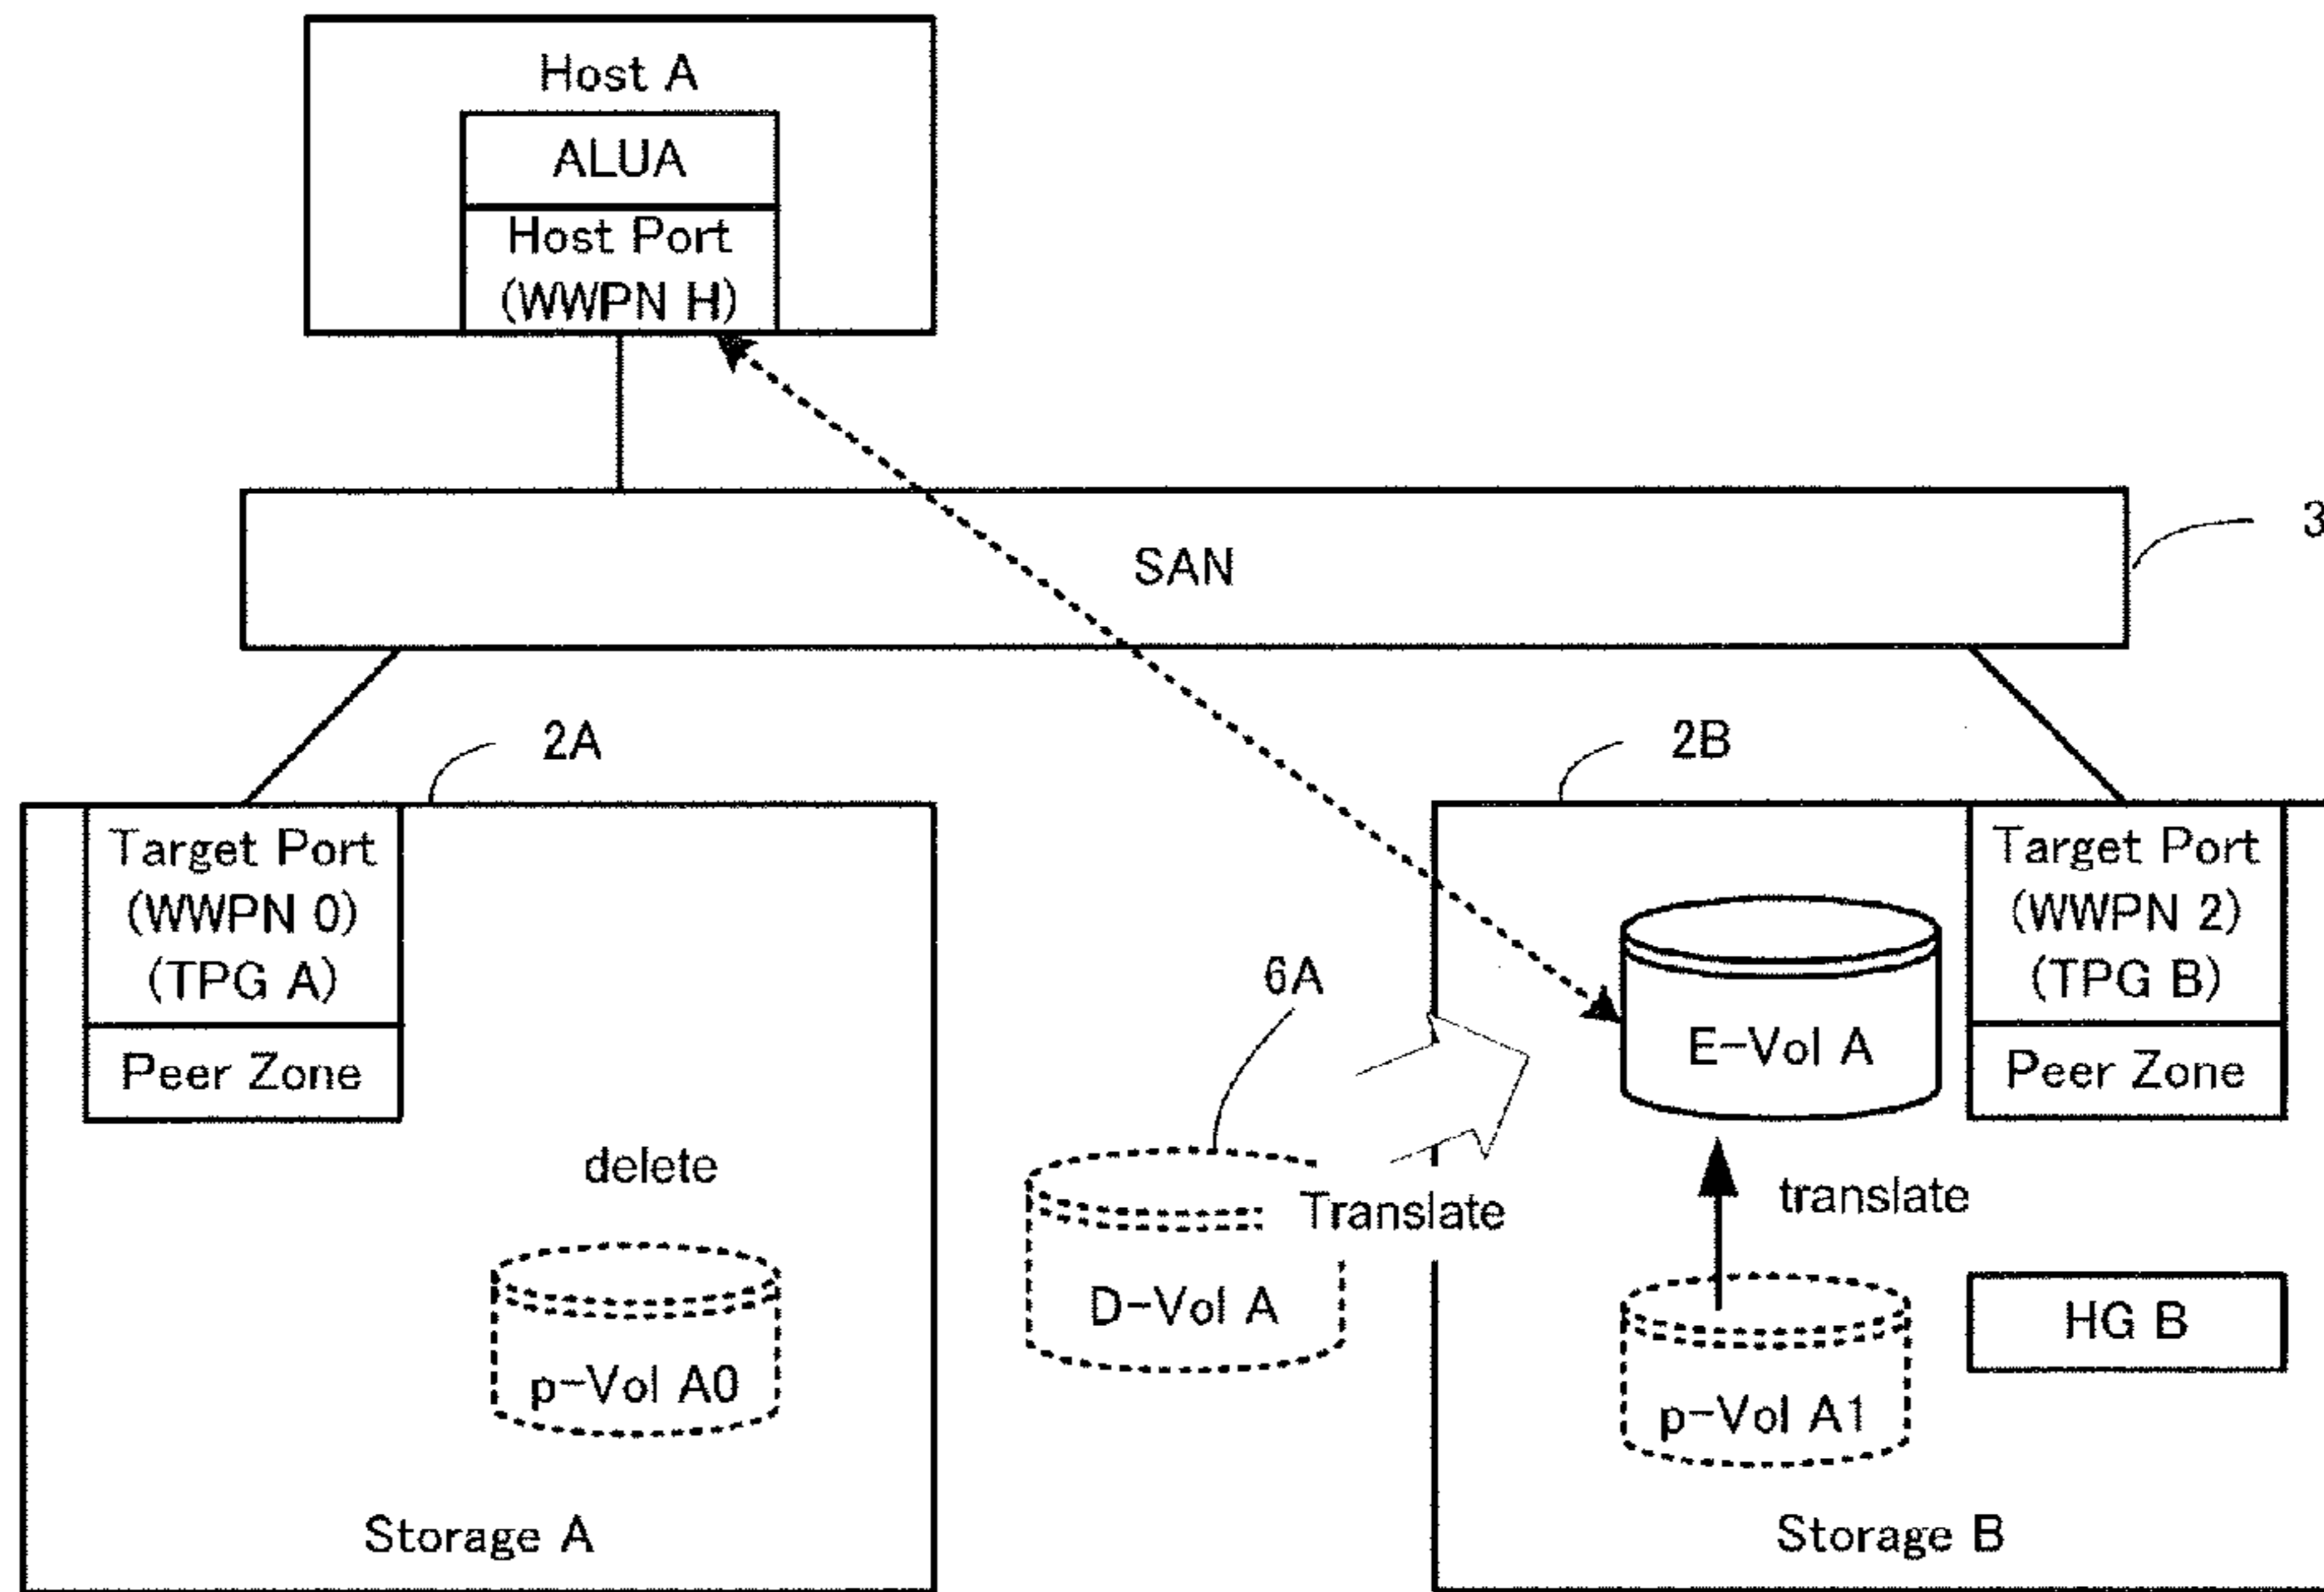 Host A
ALUA
Host Port
(WWPN H)
SAN
3
2A
2B
Target Port
(WWPN 0)
(TPG A)
Peer Zone
delete
p-Vol A0
Storage A
6A
D-Vol A
Translate
E-Vol A
translate
p-Vol A1
Target Port
(WWPN 2)
(TPG B)
Peer Zone
HG B
Storage B